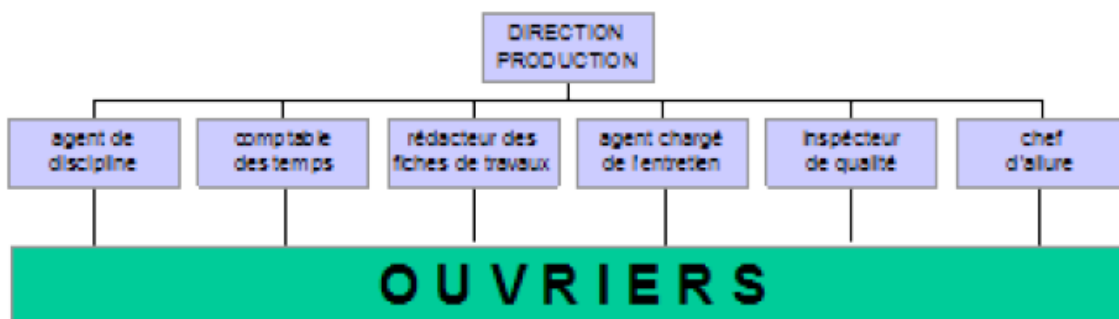 DIRECTION
PRODUCTION
agent de
discipline
comptable
des temps
rédacteur des
fiches de travaux
agent chargé
de l'entretien
inspécteur
de qualité
chef
d'allure
OUVRIERS